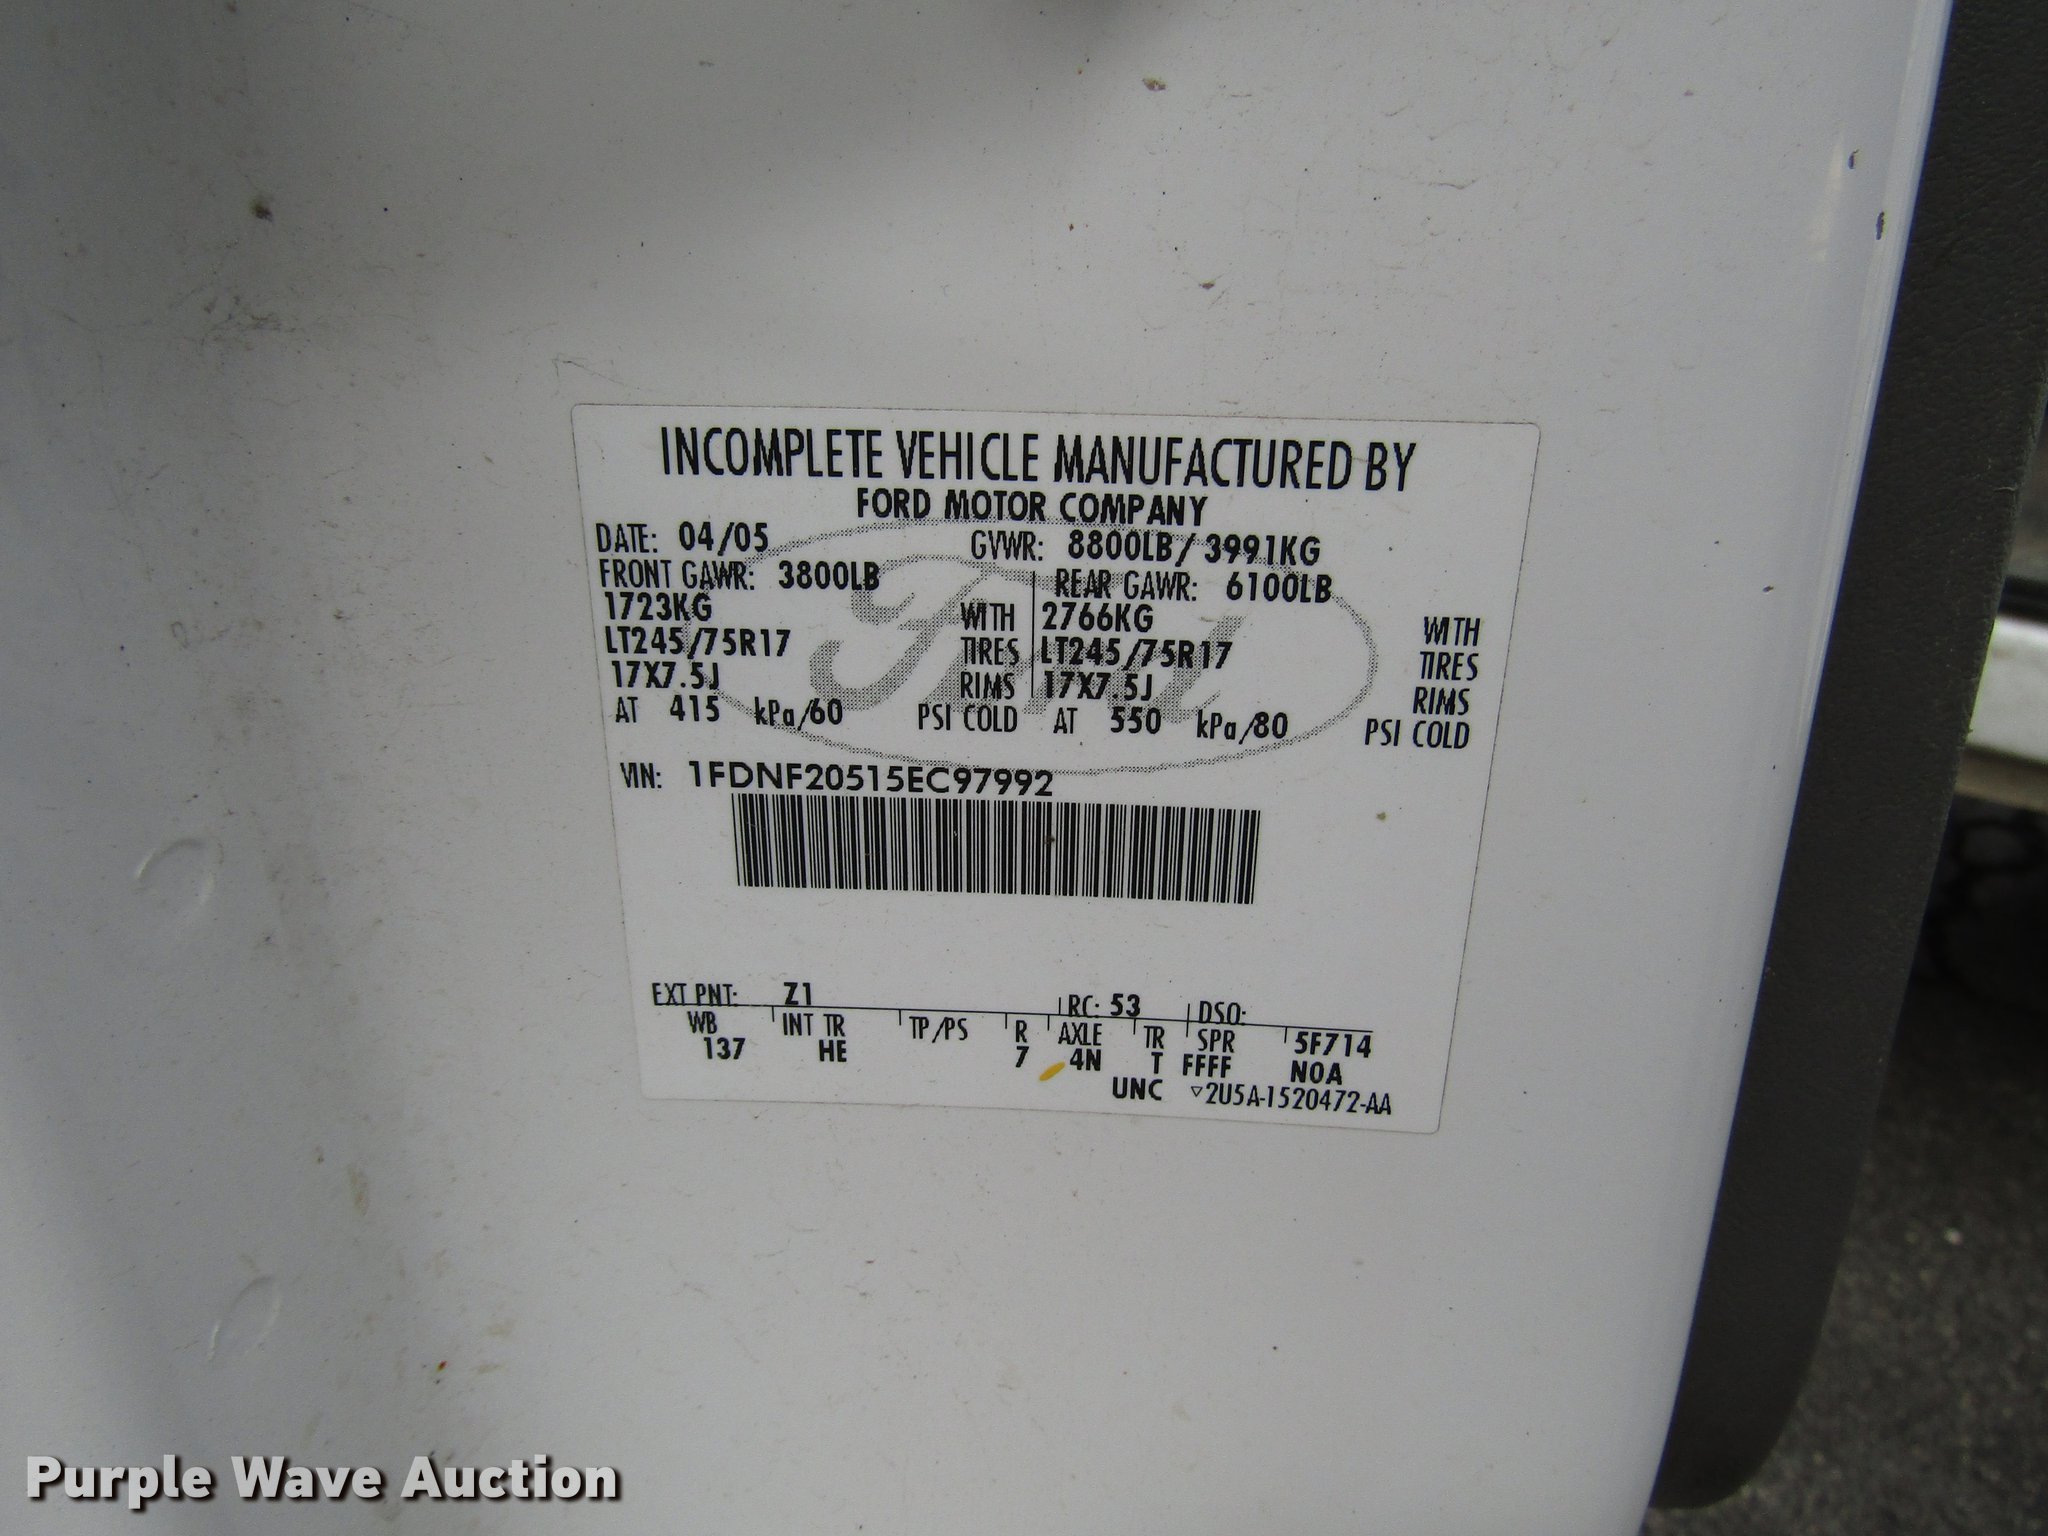 INCOMPLETE VEHICLE MANUFACTURED BY
FORD MOTOR COMPANY
DATE: 04/05 GVWR: 8800LB/ 3991KG
FRONT GAWR: 3800LB REAR GAWR: 6100LB
1723KG WITH 2766KG WITH
LT245/75R17 TIRES LT245/75R17 TIRES
17X7.5J RIMS 17X7.5J RIMS
AT 415 kPa/60 PSI COLD AT 550 kPa/80 PSI COLD
VIN: 1FDNF20515EC97992
EXT PNT: Z1 RC: 53 DSO:
WB INT TR TP/PS R AXLE TR SPR 5F714
137 HE 7 4N T FFFF NOA
UNC ▽2U5A-1520472-AA
Ford
Purple Wave Auction